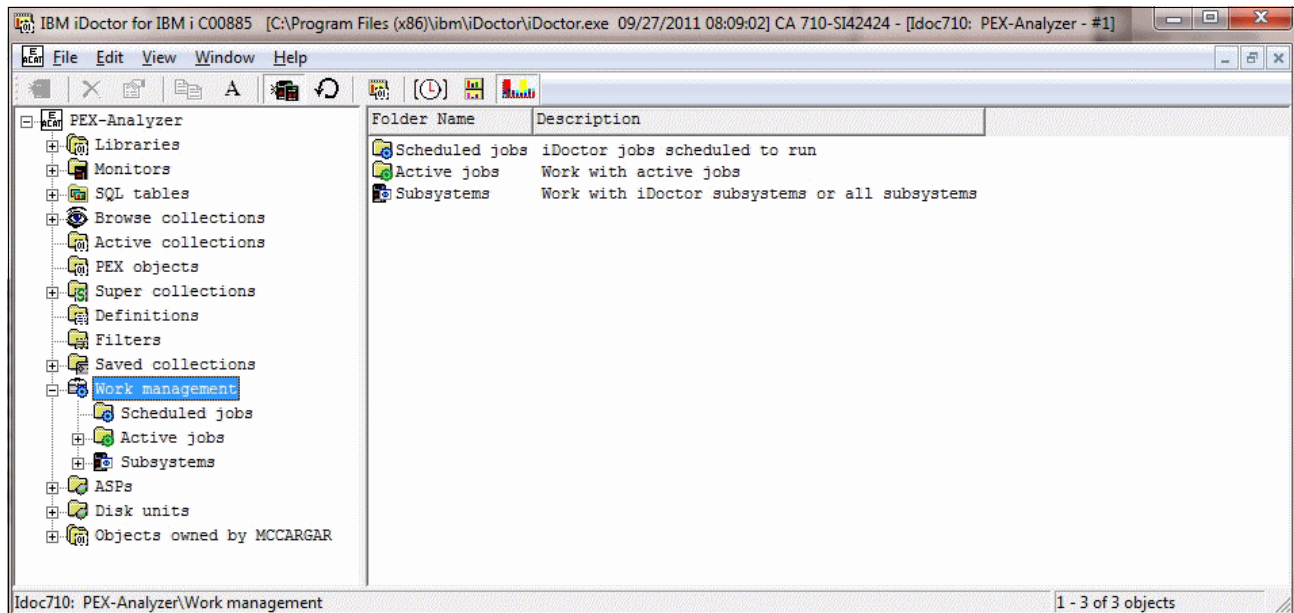 IBM iDoctor for IBM i C00885 [C:\Program Files (x86)\ibm\iDoctor\iDoctor.exe 09/27/2011 08:09:02] CA 710-SI42424 - [Idoc710: PEX-Analyzer - #1]
File Edit View Window Help
A
PEX-Analyzer
Libraries
Monitors
SQL tables
Browse collections
Active collections
PEX objects
Super collections
Definitions
Filters
Saved collections
Work management
Scheduled jobs
Active jobs
Subsystems
ASPs
Disk units
Objects owned by MCCARGAR
Folder Name Description
Scheduled jobs iDoctor jobs scheduled to run
Active jobs Work with active jobs
Subsystems Work with iDoctor subsystems or all subsystems
Idoc710: PEX-Analyzer\Work management 1 - 3 of 3 objects